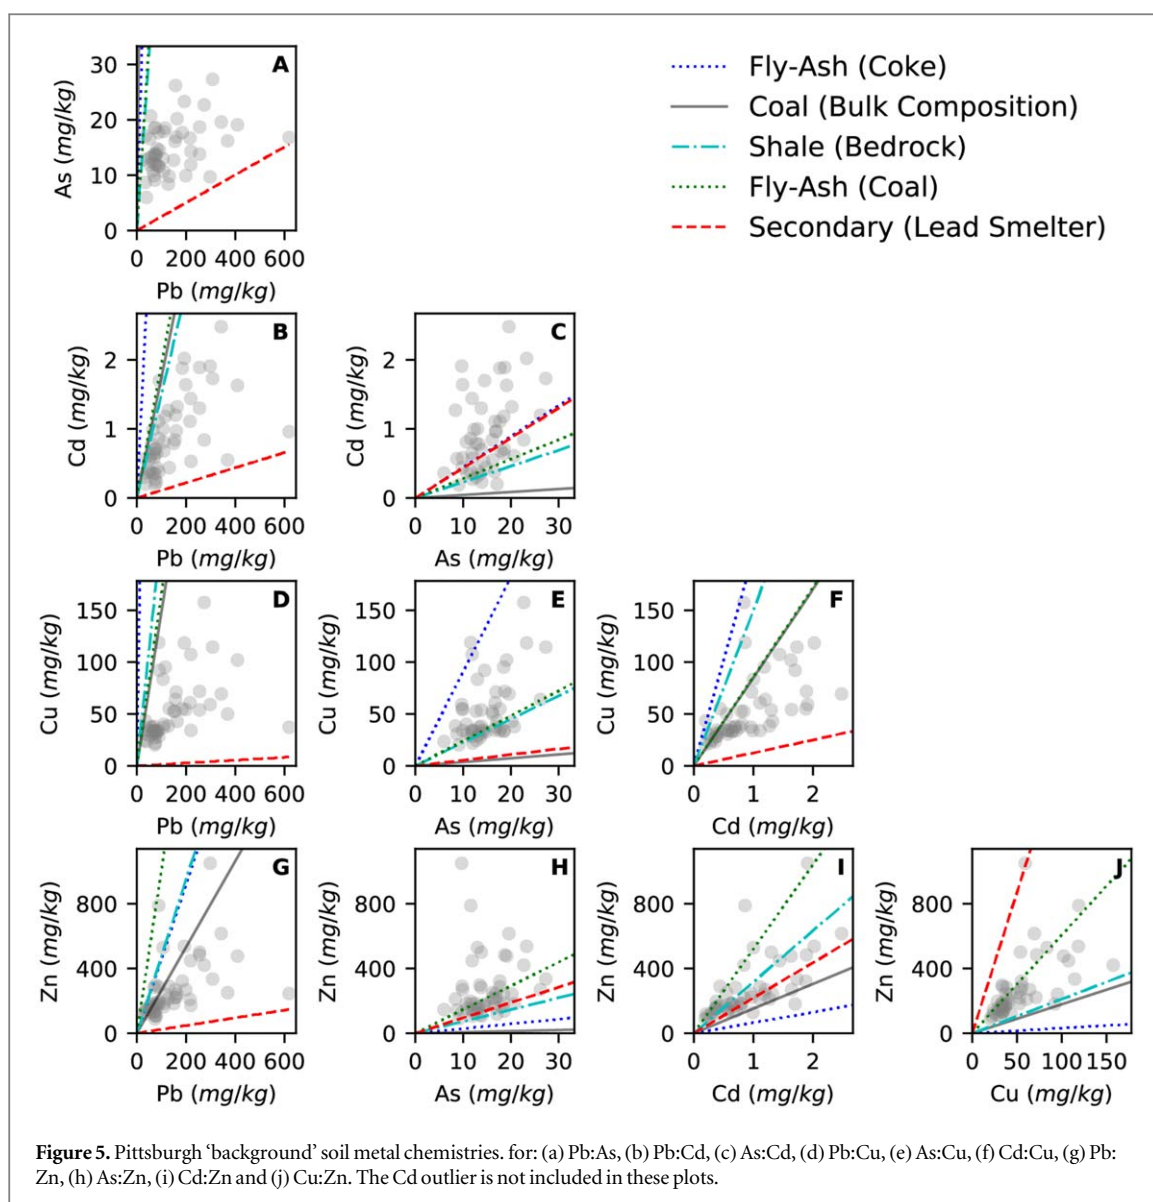 A
30
20
10
0
As (mg/kg)
0 200 400 600
Pb (mg/kg)
Fly-Ash (Coke)
Coal (Bulk Composition)
Shale (Bedrock)
Fly-Ash (Coal)
Secondary (Lead Smelter)
B
2
1
0
Cd (mg/kg)
0 200 400 600
Pb (mg/kg)
C
2
1
0
Cd (mg/kg)
0 10 20 30
As (mg/kg)
D
150
100
50
0
Cu (mg/kg)
0 200 400 600
Pb (mg/kg)
E
150
100
50
0
Cu (mg/kg)
0 10 20 30
As (mg/kg)
F
150
100
50
0
Cu (mg/kg)
0 1 2
Cd (mg/kg)
G
800
400
0
Zn (mg/kg)
0 200 400 600
Pb (mg/kg)
H
800
400
0
Zn (mg/kg)
0 10 20 30
As (mg/kg)
I
800
400
0
Zn (mg/kg)
0 1 2
Cd (mg/kg)
J
800
400
0
Zn (mg/kg)
0 50 100 150
Cu (mg/kg)
Figure 5. Pittsburgh ‘background’ soil metal chemistries. for: (a) Pb:As, (b) Pb:Cd, (c) As:Cd, (d) Pb:Cu, (e) As:Cu, (f) Cd:Cu, (g) Pb:
Zn, (h) As:Zn, (i) Cd:Zn and (j) Cu:Zn. The Cd outlier is not included in these plots.